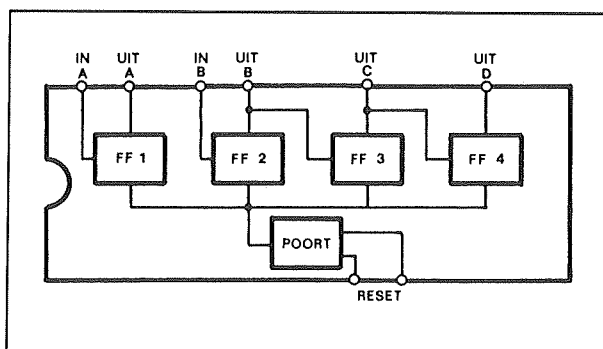 IN UIT IN UIT UIT UIT
A A B B C D
FF 1 FF 2 FF 3 FF 4
POORT
RESET